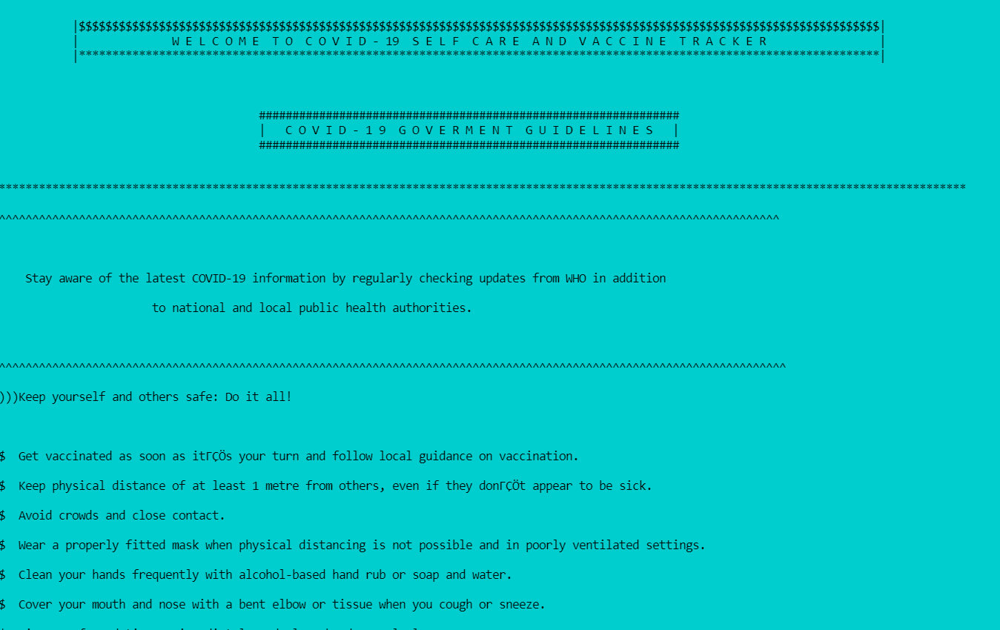 |$$$$$$$$$$$$$$$$$$$$$$$$$$$$$$$$$$$$$$$$$$$$$$$$$$$$$$$$$$$$$$$$$$$$$$$$$$$$$$$$$$$$$$$$$$$$$$$$$$$$$$$$$$$$$$$$$$$$$$$$|
| W E L C O M E  T O  C O V I D - 19  S E L F  C A R E  A N D  V A C C I N E  T R A C K E R |
|************************************************************************************************************************|
###############################################################
| C O V I D - 1 9  G O V E R M E N T  G U I D E L I N E S |
###############################################################
*************************************************************************************************************************************************
^^^^^^^^^^^^^^^^^^^^^^^^^^^^^^^^^^^^^^^^^^^^^^^^^^^^^^^^^^^^^^^^^^^^^^^^^^^^^^^^^^^^^^^^^^^^^^^^^^^^^^^^^^^^^^^^^^^^^
Stay aware of the latest COVID-19 information by regularly checking updates from WHO in addition
to national and local public health authorities.
^^^^^^^^^^^^^^^^^^^^^^^^^^^^^^^^^^^^^^^^^^^^^^^^^^^^^^^^^^^^^^^^^^^^^^^^^^^^^^^^^^^^^^^^^^^^^^^^^^^^^^^^^^^^^^^^^^^^^^
)))Keep yourself and others safe: Do it all!
$  Get vaccinated as soon as itΓÇÖs your turn and follow local guidance on vaccination.
$  Keep physical distance of at least 1 metre from others, even if they donΓÇÖt appear to be sick.
$  Avoid crowds and close contact.
$  Wear a properly fitted mask when physical distancing is not possible and in poorly ventilated settings.
$  Clean your hands frequently with alcohol-based hand rub or soap and water.
$  Cover your mouth and nose with a bent elbow or tissue when you cough or sneeze.